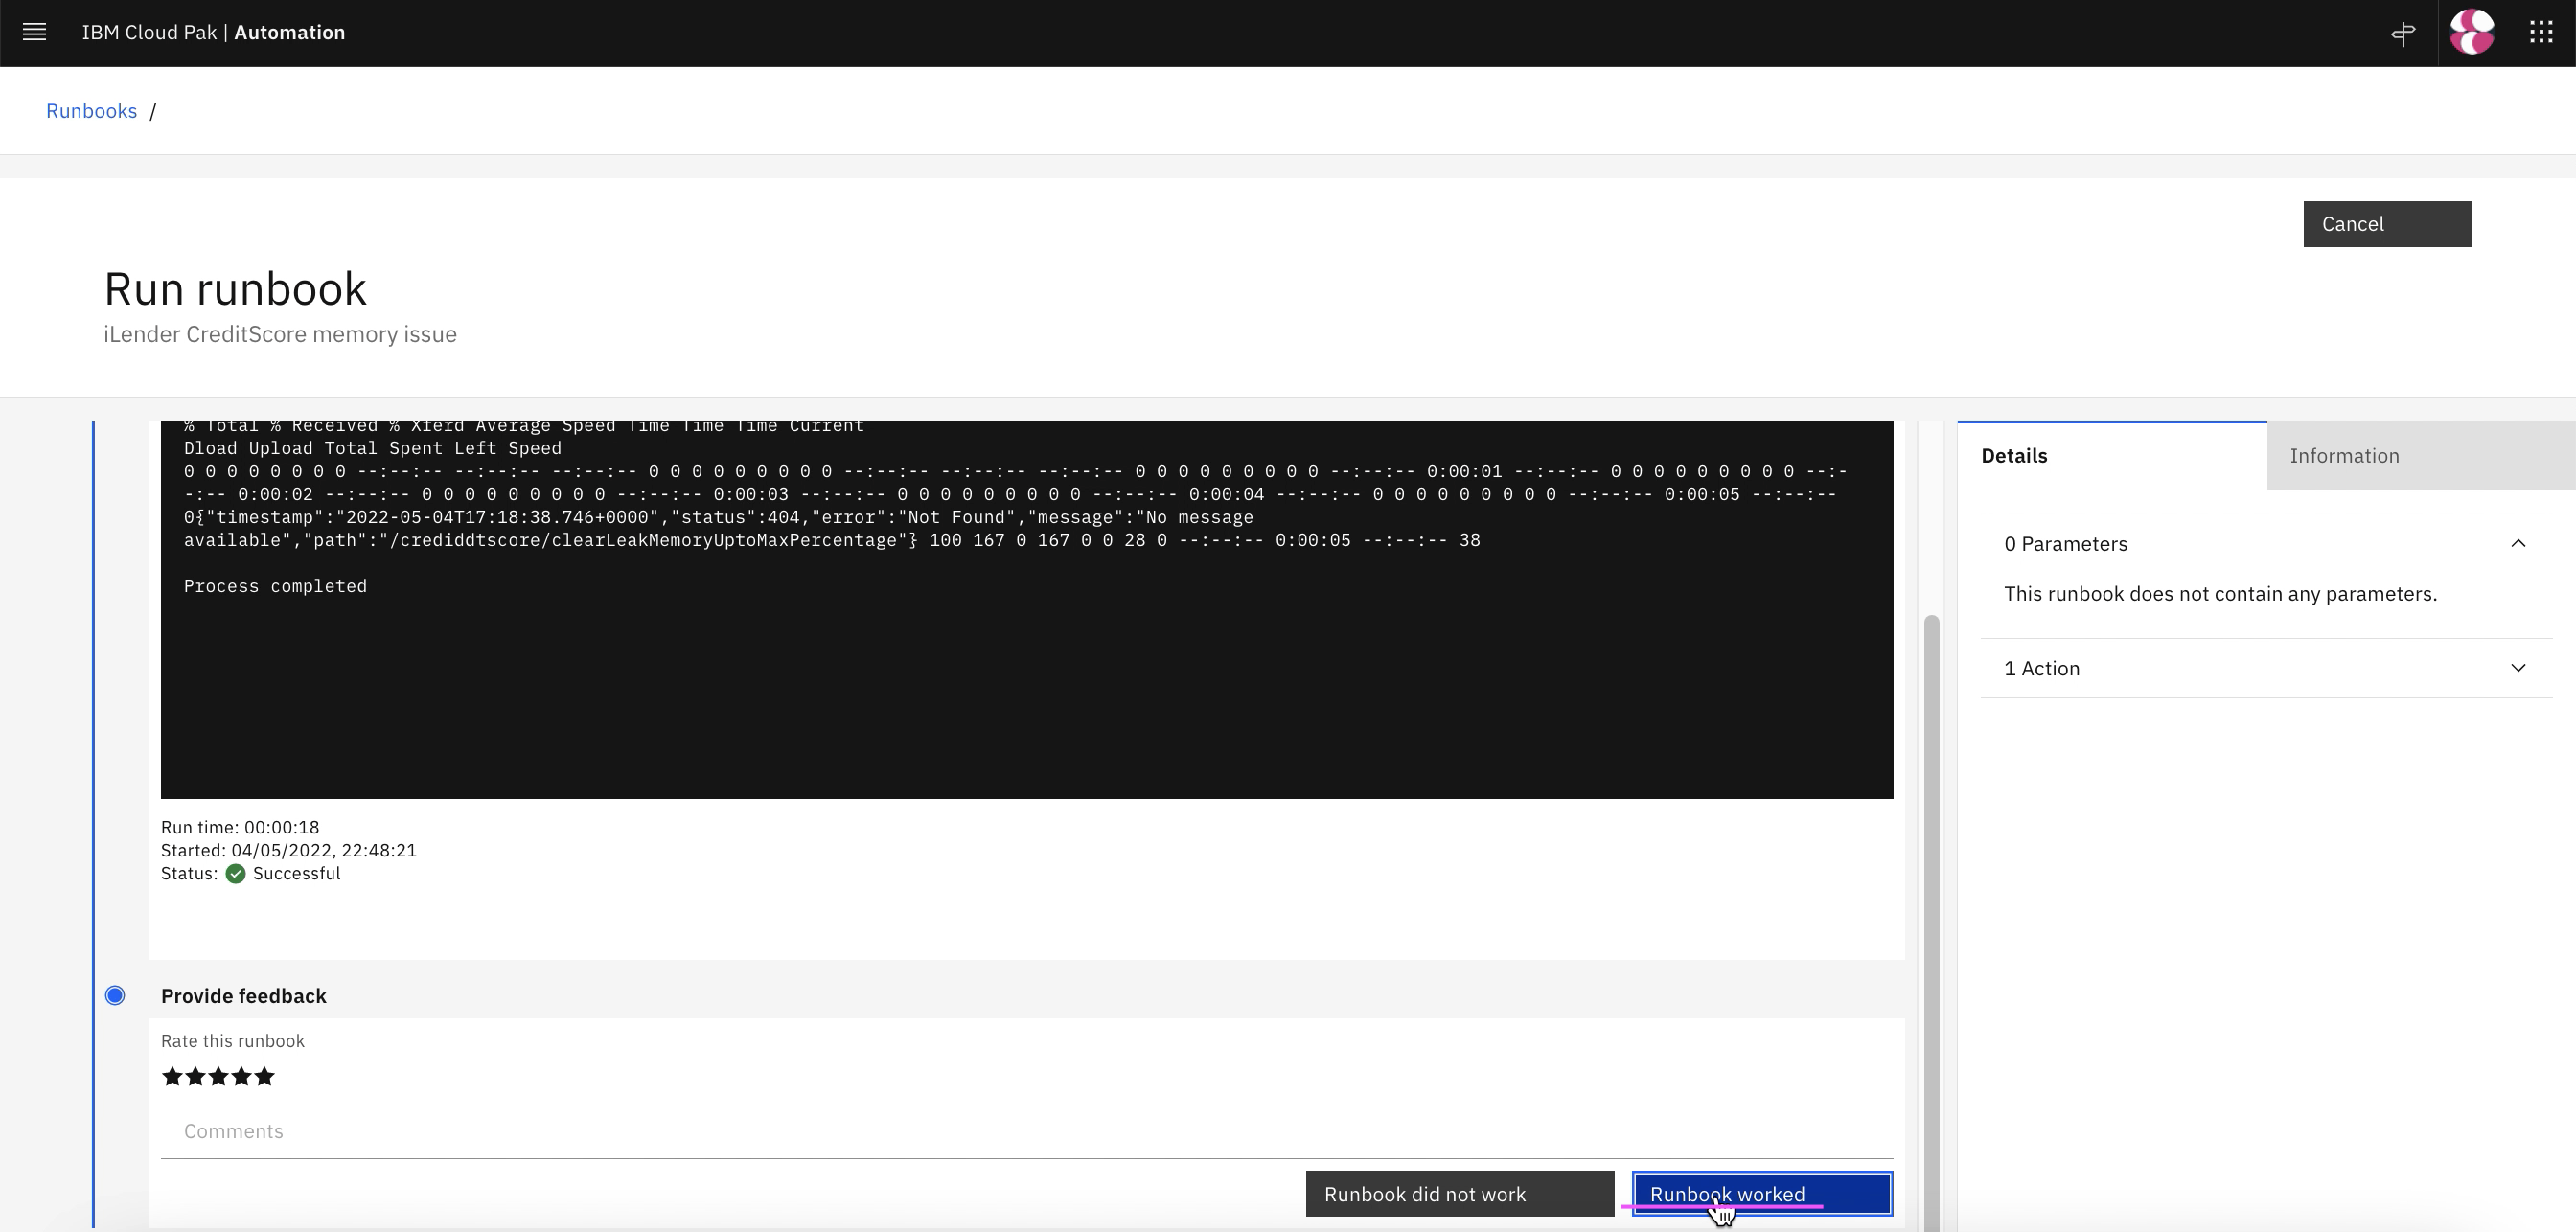 IBM Cloud Pak | Automation
Runbooks /
Cancel
Run runbook
iLender CreditScore memory issue
% Total % Received % Xferd Average Speed Time Time Time Current
Dload Upload Total Spent Left Speed
0 0 0 0 0 0 0 0 --:--:-- --:--:-- --:--:-- 0 0 0 0 0 0 0 0 0 --:--:-- --:--:-- --:--:-- 0 0 0 0 0 0 0 0 0 --:--:-- 0:00:01 --:--:-- 0 0 0 0 0 0 0 0 0 --:-
-:-- 0:00:02 --:--:-- 0 0 0 0 0 0 0 0 0 --:--:-- 0:00:03 --:--:-- 0 0 0 0 0 0 0 0 0 --:--:-- 0:00:04 --:--:-- 0 0 0 0 0 0 0 0 0 --:--:-- 0:00:05 --:--:--
0{"timestamp":"2022-05-04T17:18:38.746+0000","status":404,"error":"Not Found","message":"No message
available","path":"/crediddtscore/clearLeakMemoryUptoMaxPercentage"} 100 167 0 167 0 0 28 0 --:--:-- 0:00:05 --:--:-- 38
Process completed
Run time: 00:00:18
Started: 04/05/2022, 22:48:21
Status: Successful
Provide feedback
Rate this runbook
Comments
Runbook did not work
Runbook worked
Details
Information
0 Parameters
This runbook does not contain any parameters.
1 Action